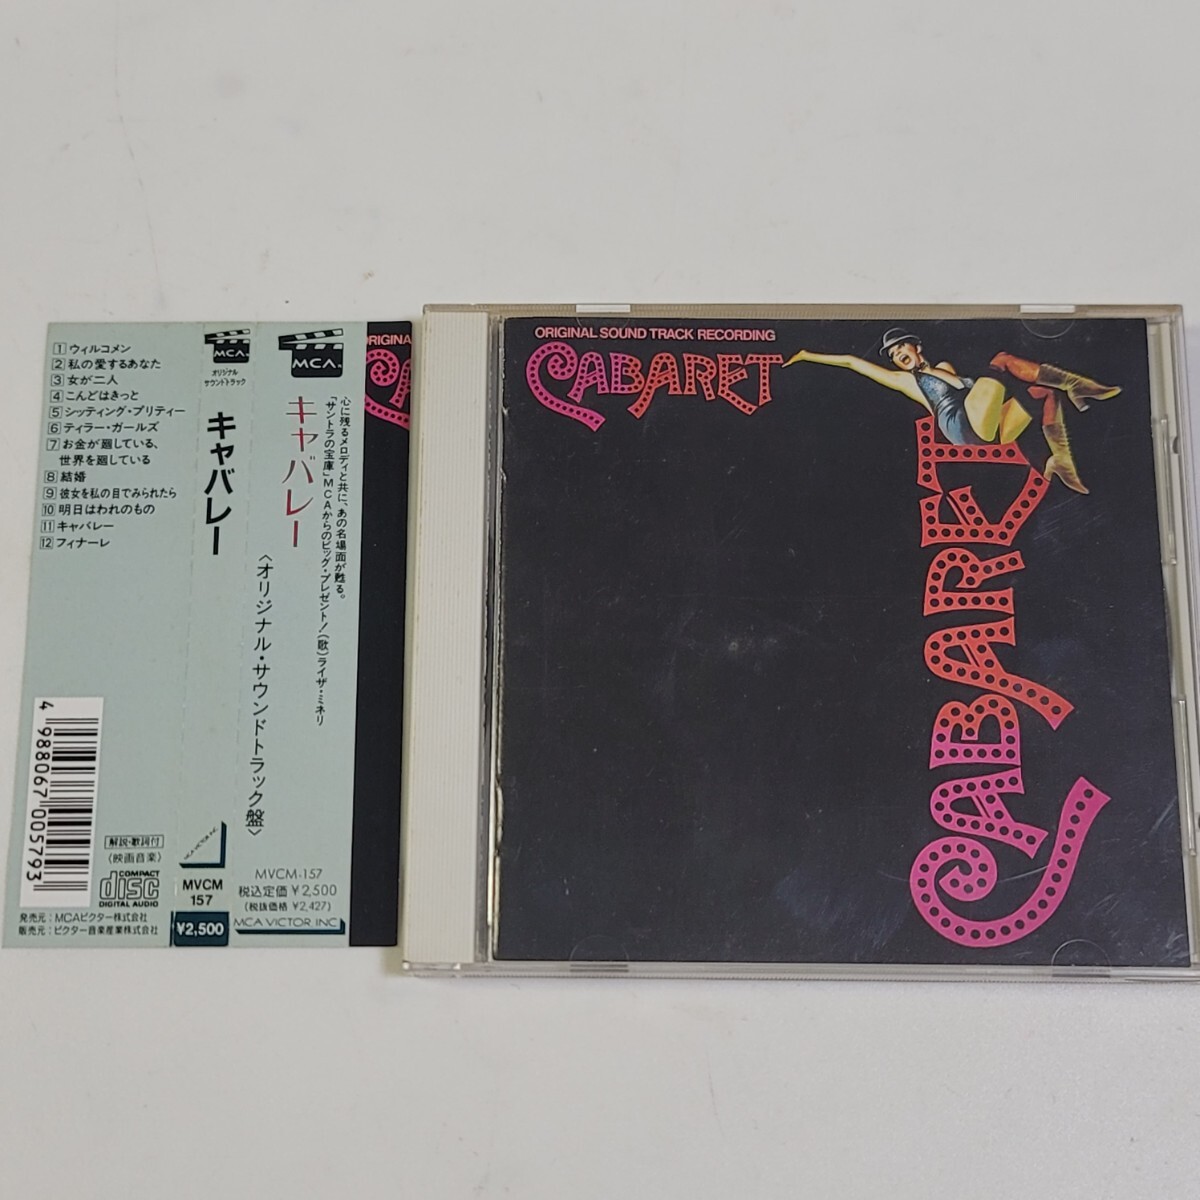 1 ウィルコメン
2 私の愛するあなた
3 女が二人
4 こんどはきっと
5 シッティング・プリティー
6 ティラー・ガールズ
7 お金が廻している、
世界を廻している
8 結婚
9 彼女を私の目でみられたら
10 明日はわれのもの
11 キャバレー
12 フィナーレ
4 988067 005793
解説・歌詞付
(映画音楽)
COMPACT
disc
DIGITAL AUDIO
発売元:MCAビクター株式会社
販売元:ビクター音楽産業株式会社
MCA
オリジナル
サウンドトラック
キャバレー
MCA VICTOR INC.
MVCM
157
¥2,500
MCA
キャバレー
〈オリジナル・サウンドトラック盤〉
心に残るメロディと共に、あの名場面が甦る。
「サントラの宝庫」MCAからのビッグ・プレゼント!(歌)ライザ・ミネリ
MVCM-157
税込定価 ¥2,500
(税抜価格 ¥2,427)
MCA VICTOR INC.
ORIGINAL SOUND TRACK RECORDING
CABARET
CABARET